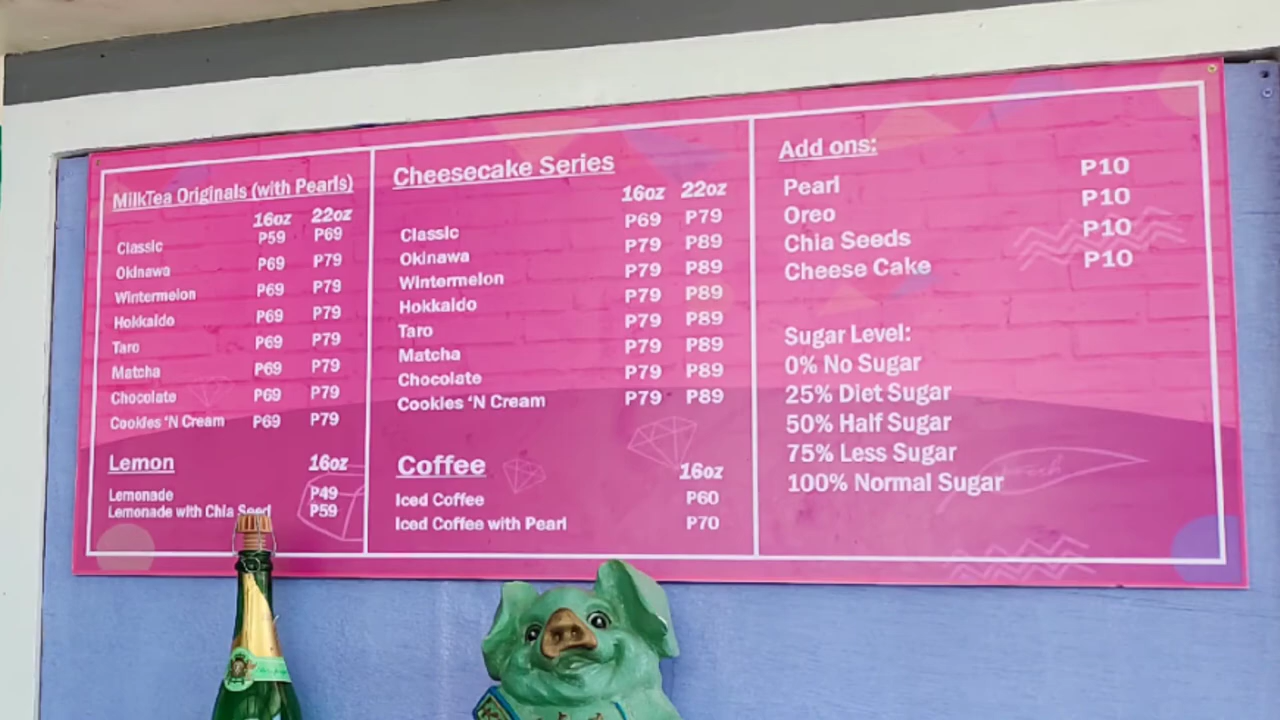 MilkTea Originals (with Pearls)
16oz 22oz
Classic P59 P69
Okinawa P69 P79
Wintermelon P69 P79
Hokkaido P69 P79
Taro P69 P79
Matcha P69 P79
Chocolate P69 P79
Cookies 'N Cream P69 P79
Lemon 16oz
Lemonade P49
Lemonade with Chia Seed P59
Cheesecake Series
16oz 22oz
Classic P69 P79
Okinawa P79 P89
Wintermelon P79 P89
Hokkaido P79 P89
Taro P79 P89
Matcha P79 P89
Chocolate P79 P89
Cookies 'N Cream P79 P89
Coffee 16oz
Iced Coffee P60
Iced Coffee with Pearl P70
Add ons:
Pearl P10
Oreo P10
Chia Seeds P10
Cheese Cake P10
Sugar Level:
0% No Sugar
25% Diet Sugar
50% Half Sugar
75% Less Sugar
100% Normal Sugar